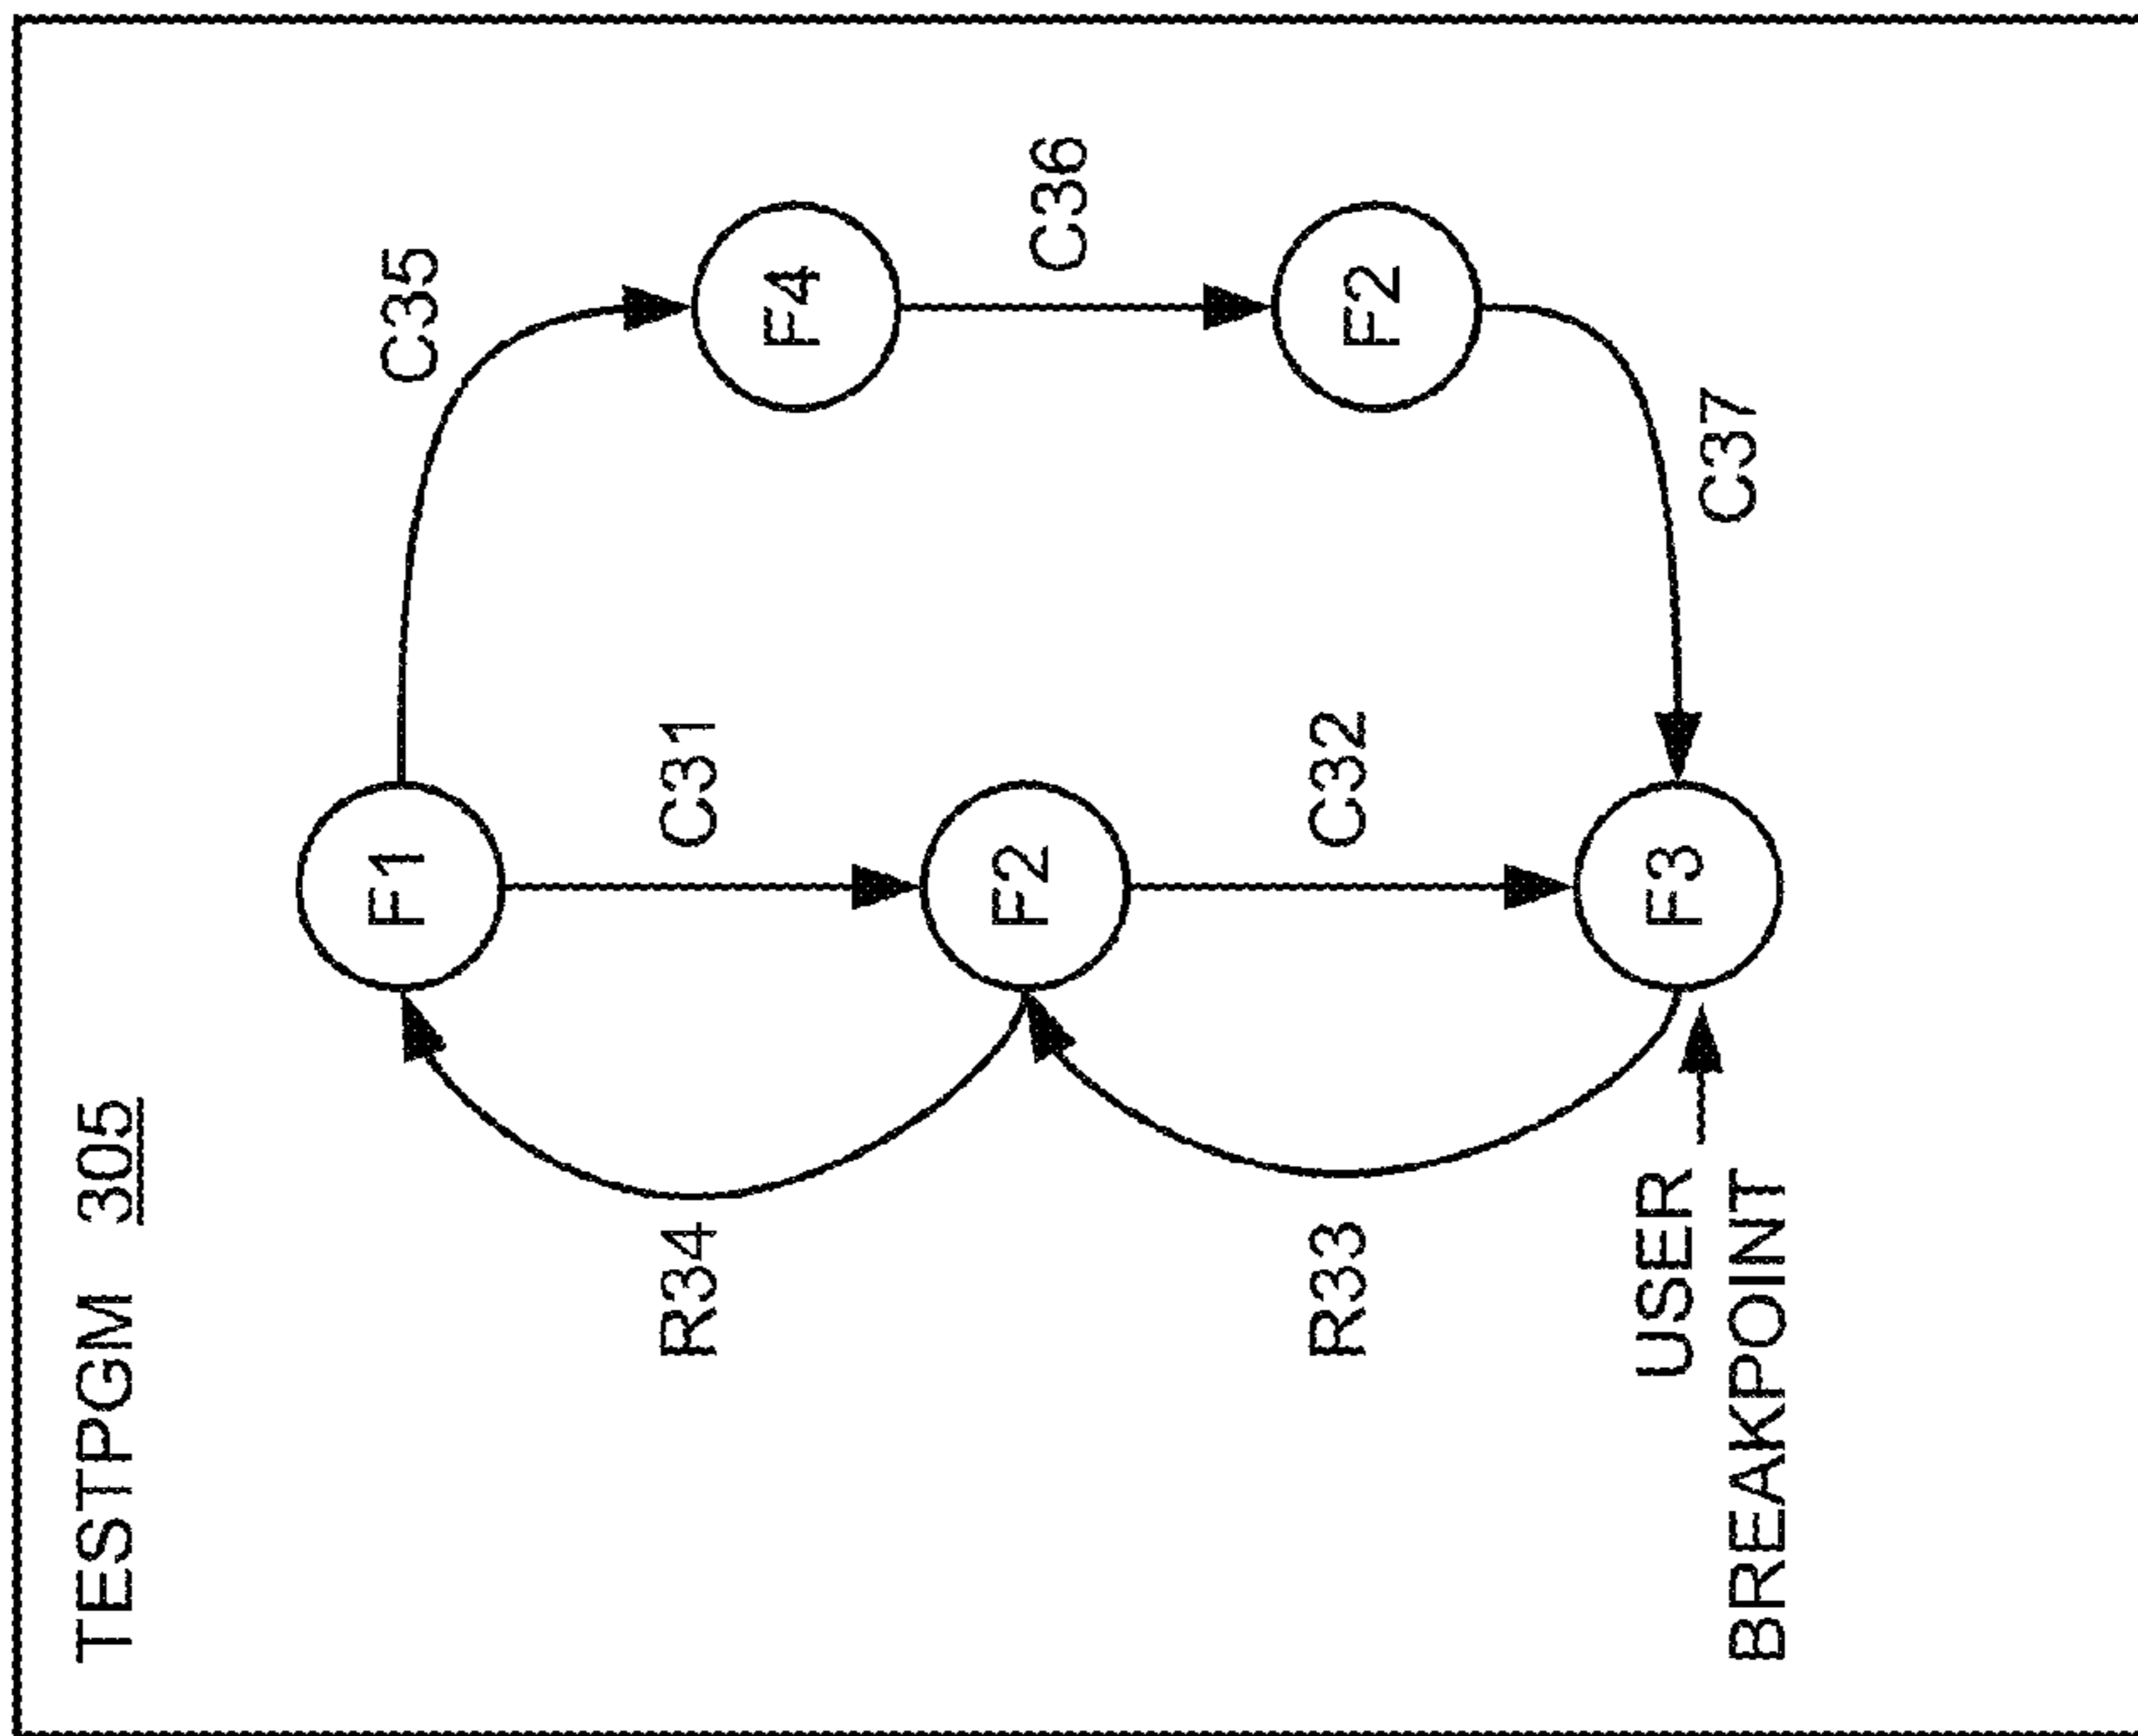 TESTPGM 305
F1
C35
R34
C31
F4
F2
C36
R33
C32
F2
USER
BREAKPOINT
F3
C37